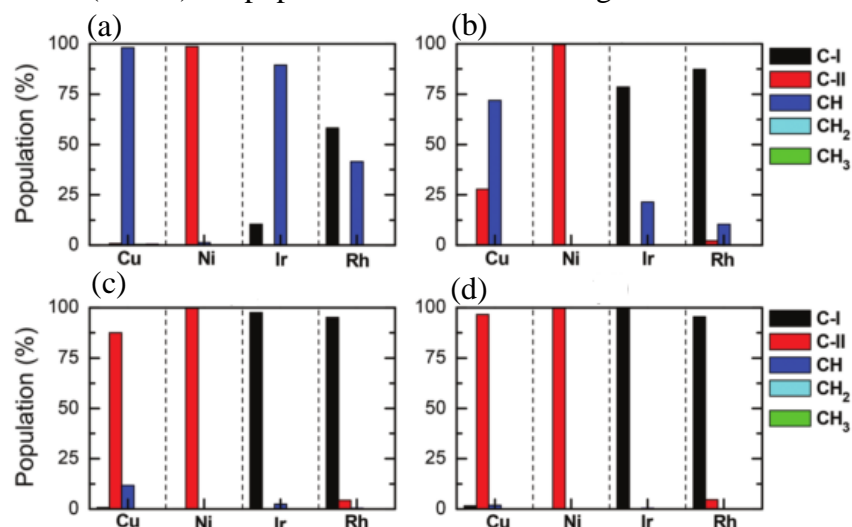 (a)
100
75
50
25
0
Population (%)
Cu Ni Ir Rh
(b)
100
75
50
25
0
Cu Ni Ir Rh
C-I
C-II
CH
CH₂
CH₃
(c)
100
75
50
25
0
Population (%)
Cu Ni Ir Rh
(d)
100
75
50
25
0
Cu Ni Ir Rh
C-I
C-II
CH
CH₂
CH₃